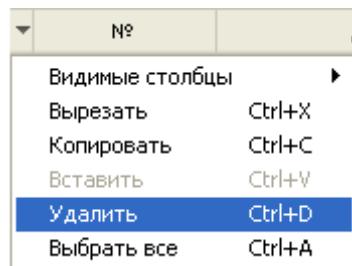 №
Видимые столбцы
Вырезать Ctrl+X
Копировать Ctrl+C
Вставить Ctrl+V
Удалить Ctrl+D
Выбрать все Ctrl+A